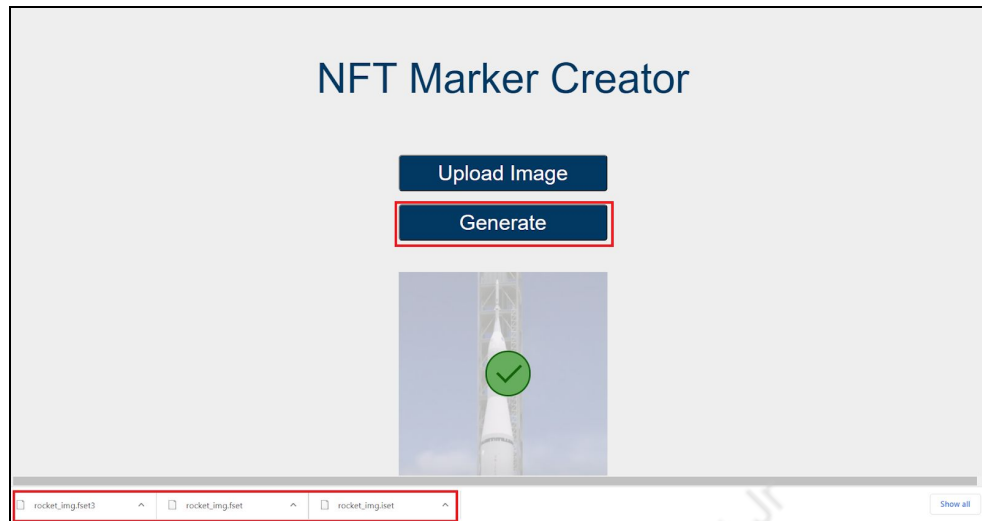 NFT Marker Creator
Upload Image
Generate
rocket_img.fset3
rocket_img.fset
rocket_img.iset
Show all